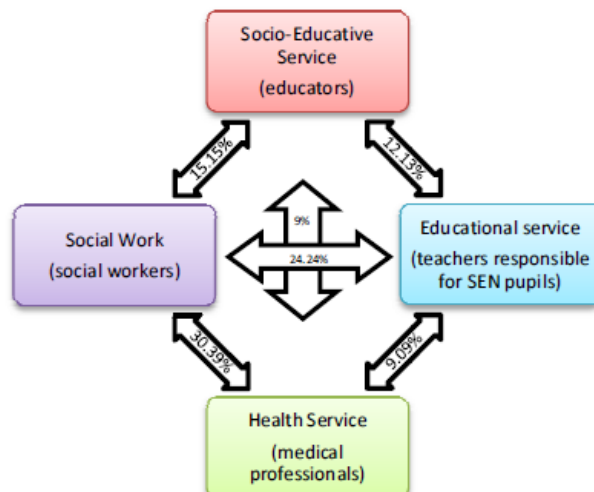 Socio-Educative
Service
(educators)
15.15%
12.13%
Social Work
(social workers)
9%
24.24%
Educational service
(teachers responsible
for SEN pupils)
30.39%
9.09%
Health Service
(medical
professionals)